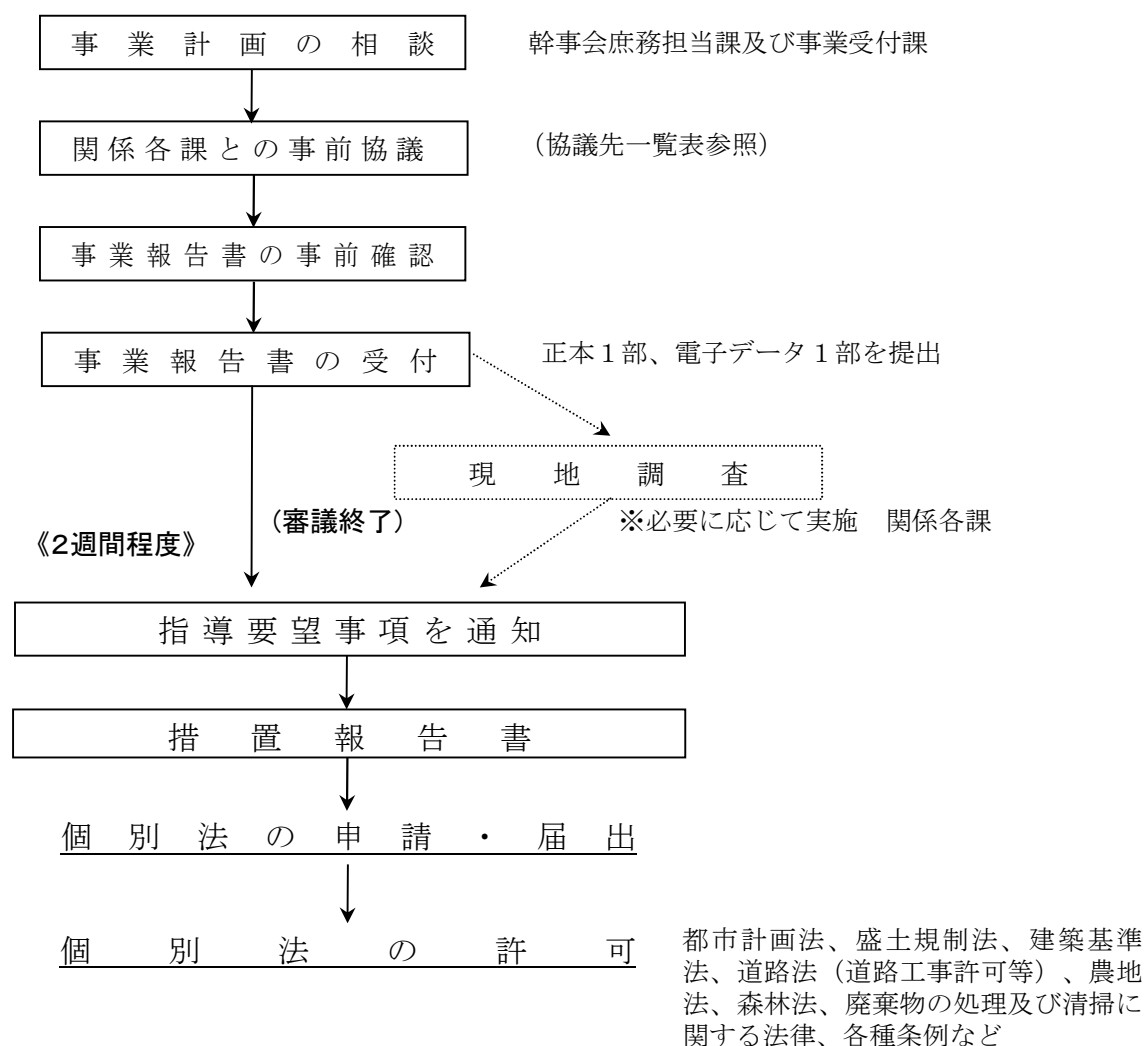 事業計画の相談　幹事会庶務担当課及び事業受付課
関係各課との事前協議　（協議先一覧表参照）
事業報告書の事前確認
事業報告書の受付
正本１部、電子データ１部を提出
現地調査
（審議終了）
※必要に応じて実施　関係各課
《2週間程度》
指導要望事項を通知
措置報告書
個別法の申請・届出
個別法の許可
都市計画法、盛土規制法、建築基準
法、道路法（道路工事許可等）、農地
法、森林法、廃棄物の処理及び清掃に
関する法律、各種条例など